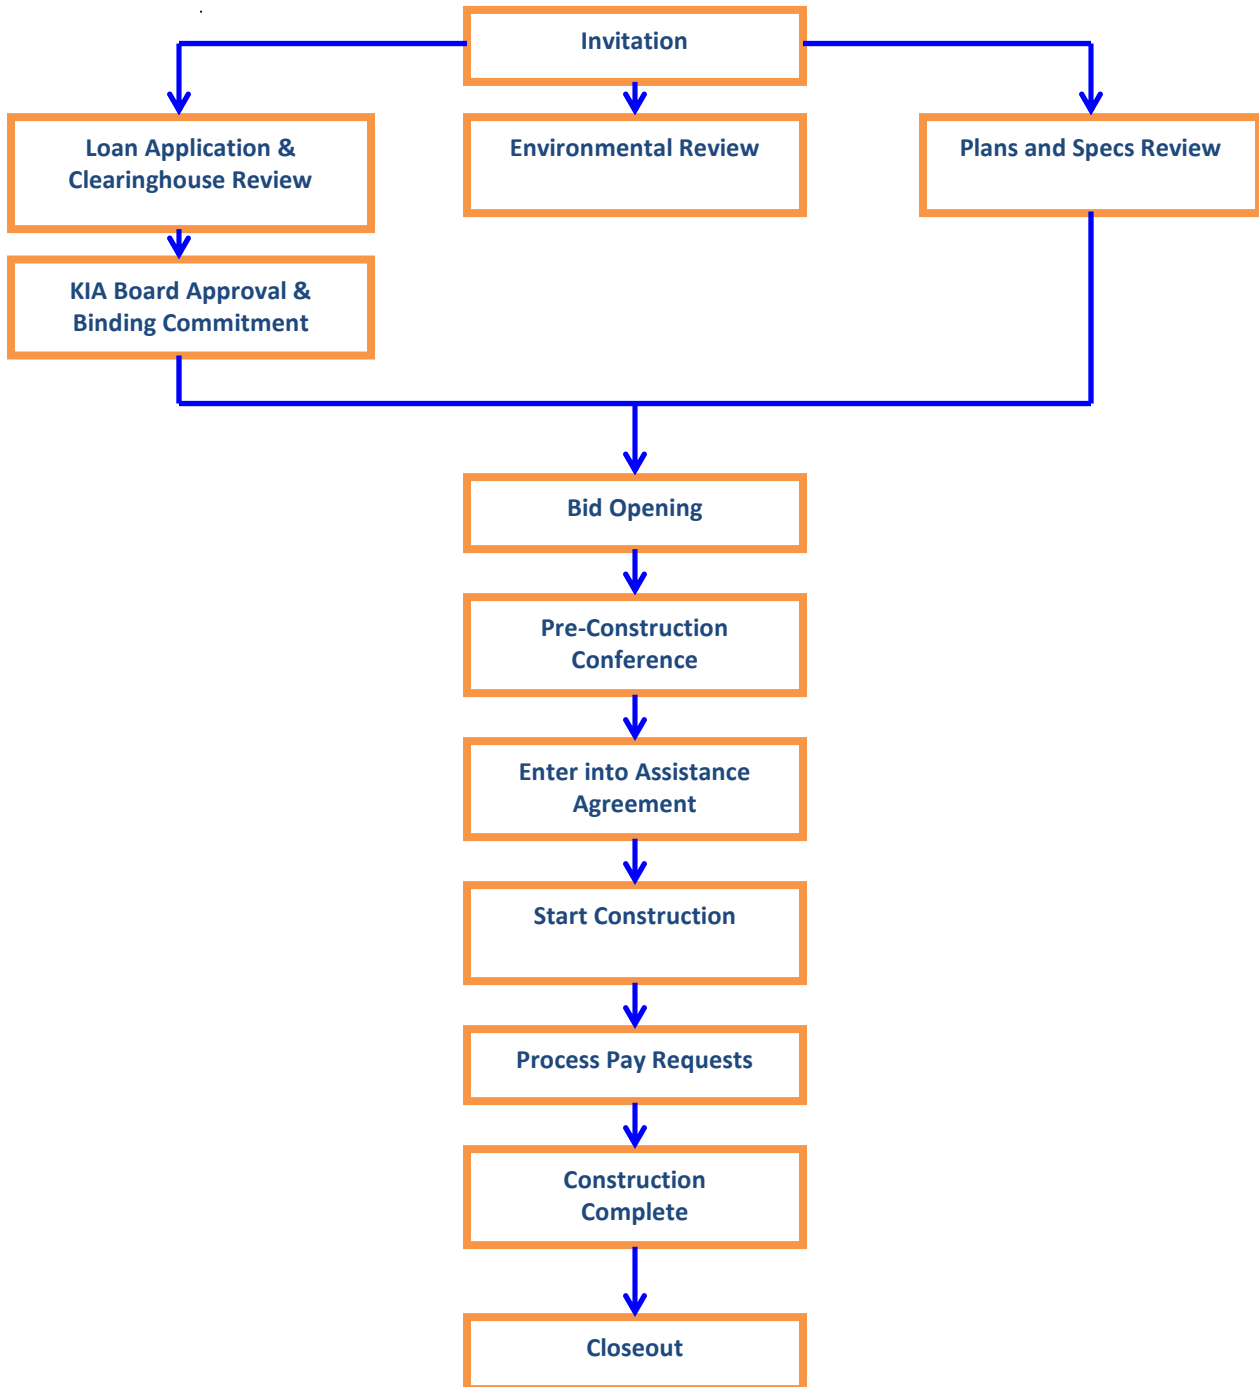 Invitation
Loan Application &
Clearinghouse Review
Environmental Review
Plans and Specs Review
KIA Board Approval &
Binding Commitment
Bid Opening
Pre-Construction
Conference
Enter into Assistance
Agreement
Start Construction
Process Pay Requests
Construction
Complete
Closeout